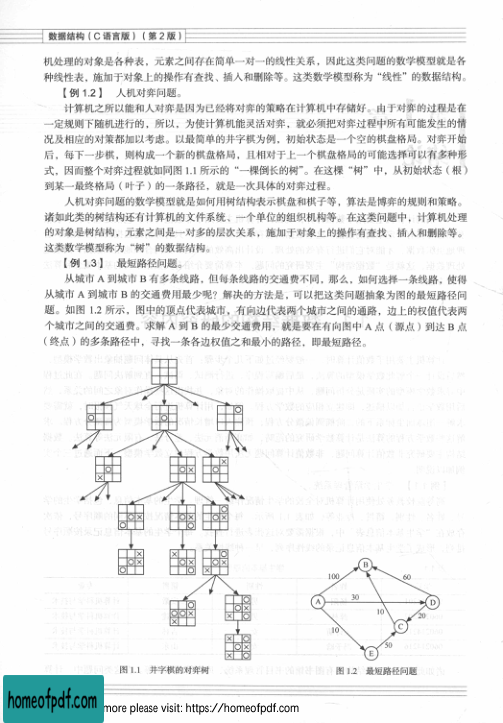 数据结构（C 语言版）（第 2 版）
机处理的对象是各种表，元素之间存在简单一对一的线性关系，因此这类问题的数学模型就是各
种线性表，施加于对象上的操作有查找、插入和删除等。这类数学模型称为“线性”的数据结构。
【例 1.2】 人机对弈问题。
计算机之所以能和人对弈是因为已经将对弈的策略在计算机中存储好。由于对弈的过程是在
一定规则下随机进行的，所以，为使计算机能灵活对弈，就必须把对弈过程中所有可能发生的情
况及相应的对策都加以考虑。以最简单的井字棋为例，初始状态是一个空的棋盘格局。对弈开始
后，每下一步棋，则构成一个新的棋盘格局，且相对于上一个棋盘格局的可能选择可以有多种形
式，因而整个对弈过程就如同图 1.1 所示的“一棵倒长的树”。在这棵“树”中，从初始状态（根）
到某一最终格局（叶子）的一条路径，就是一次具体的对弈过程。
人机对弈问题的数学模型就是如何用树结构表示棋盘和棋子等，算法是博弈的规则和策略。
诸如此类的树结构还有计算机的文件系统、一个单位的组织机构等。在这类问题中，计算机处理
的对象是树结构，元素之间是一对多的层次关系，施加于对象上的操作有查找、插入和删除等。
这类数学模型称为“树”的数据结构。
【例 1.3】 最短路径问题。
从城市 A 到城市 B 有多条线路，但每条线路的交通费不同，那么，如何选择一条线路，使得
从城市 A 到城市 B 的交通费用最少呢？解决的方法是，可以把这类问题抽象为图的最短路径问
题。如图 1.2 所示，图中的顶点代表城市，有向边代表两个城市之间的通路，边上的权值代表两
个城市之间的交通费。求解 A 到 B 的最少交通费用，就是要在有向图中 A 点（源点）到达 B 点
（终点）的多条路径中，寻找一条各边权值之和最小的路径，即最短路径。
B
100
60
A
30
D
10
20
C
10
50
E
图 1.1 井字棋的对弈树
图 1.2 最短路径问题
homeofpdf.com
more please visit: https://homeofpdf.com